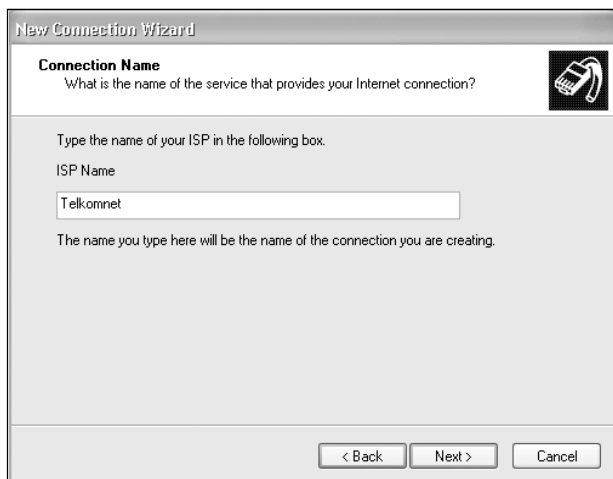 New Connection Wizard
Connection Name
What is the name of the service that provides your Internet connection?
Type the name of your ISP in the following box.
ISP Name
Telkomnet
The name you type here will be the name of the connection you are creating.
< Back Next > Cancel